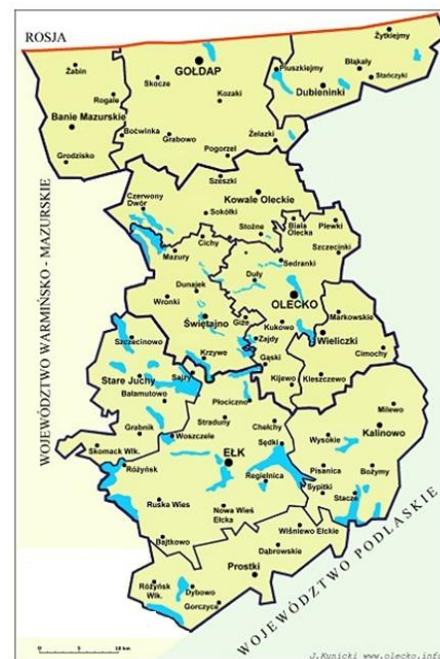 ROSJA
Żytkiejmy
Żabin
GOŁDAP
Pluszkiejmy
Błąkały
Skocze
Stańczyki
Rogale
Kozaki
Dubieninki
Banie Mazurskie
Boćwinka
Grabowo
Żelazki
Grodzisko
Pogorzel
Szeszki
Czerwony
Dwór
Kowale Oleckie
Sokółki
Stożne
Biała
Olecka
Plewki
Cichy
Mazury
Szczecinki
Sedranki
Duły
Dunajek
Wronki
OLECKO
Świętajno
Giże
Markowskie
Kukowo
Szczecinowo
Zajdy
Wieliczki
Krzywe
Gąski
Cimochy
Stare Juchy
Sajzy
Kijewo
Kleszczewo
Bałamutowo
Płociczno
Milewo
Grabnik
Straduny
Chełchy
Kalinowo
Woszczele
Wysokie
Skomack Wlk.
Sędki
EŁK
Różyńsk
Pisanica
Bożymy
Regielnica
Sypitki
Ruska Wieś
Stacze
Nowa Wieś
Ełcka
Bajtkowo
Wiśniewo Ełckie
Dąbrowskie
Prostki
Różyńsk
Wlk.
Dybowo
Gorczyce
WOJEWÓDZTWO WARMIŃSKO - MAZURSKIE
WOJEWÓDZTWO PODLASKIE
0 5 10 km
J.Kunicki www.olecko.info